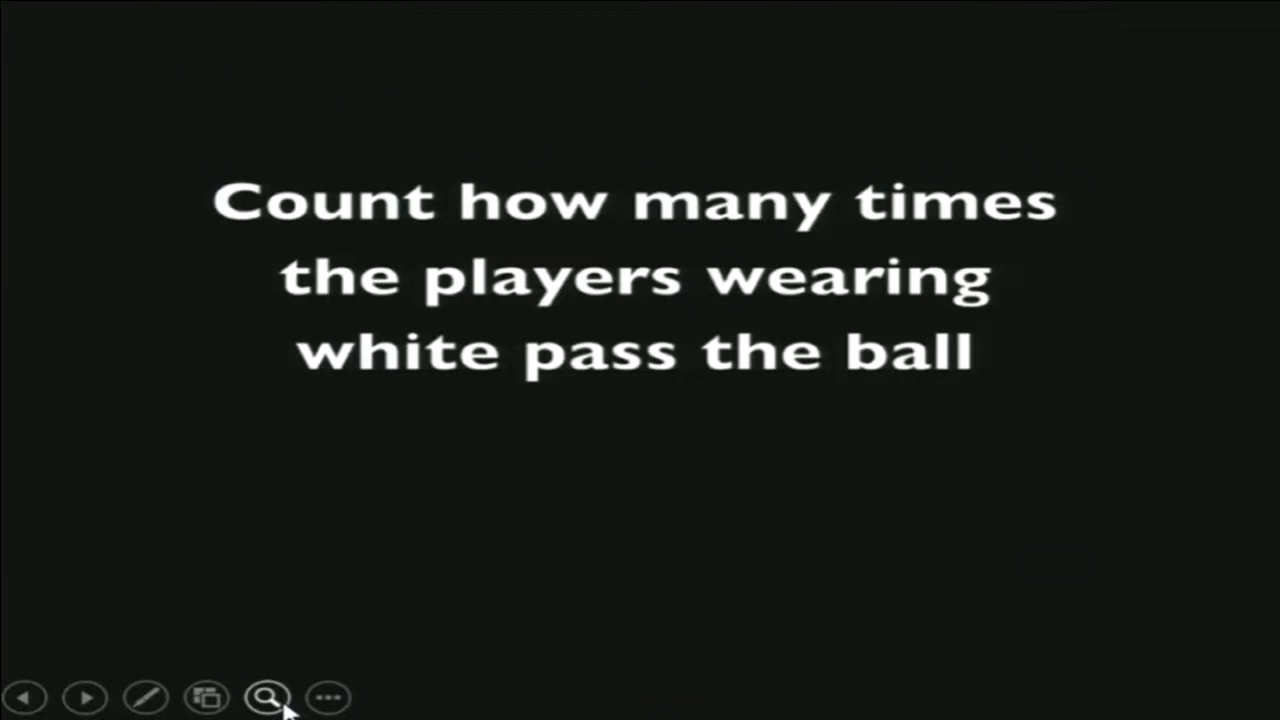 Count how many times
the players wearing
white pass the ball